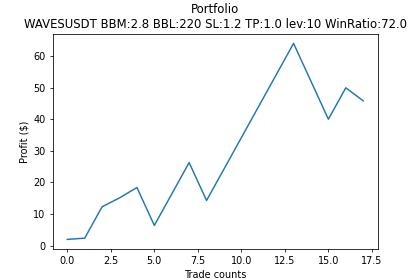 Portfolio
WAVESUSDT BBM:2.8 BBL:220 SL:1.2 TP:1.0 lev:10 WinRatio:72.0
60
50
40
30
20
10
0
Profit ($)
0.0 2.5 5.0 7.5 10.0 12.5 15.0 17.5
Trade counts